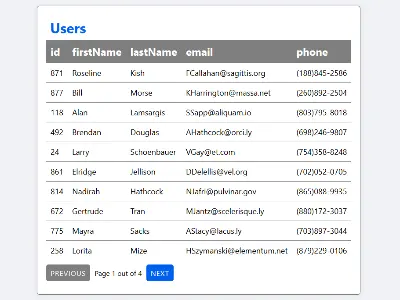 Users
id firstName lastName email phone
871 Roseline Kish FCallahan@sagittis.org (188)845-2586
877 Bill Morse KHarrington@massa.net (260)892-2504
118 Alan Lamsargis SSapp@aliquam.io (803)795-8018
492 Brendan Douglas AHathcock@orci.ly (698)246-9807
24 Larry Schoenbauer VGay@et.com (754)358-8248
861 Elridge Jellison DDelellis@vel.org (702)052-0705
814 Nadirah Hathcock NJafri@pulvinar.gov (865)088-9935
672 Gertrude Tran MJantz@scelerisque.ly (880)172-3037
775 Mayra Sacks AStacy@lacus.ly (703)897-3044
258 Lorita Mize HSzymanski@elementum.net (879)229-0106
PREVIOUS Page 1 out of 4 NEXT